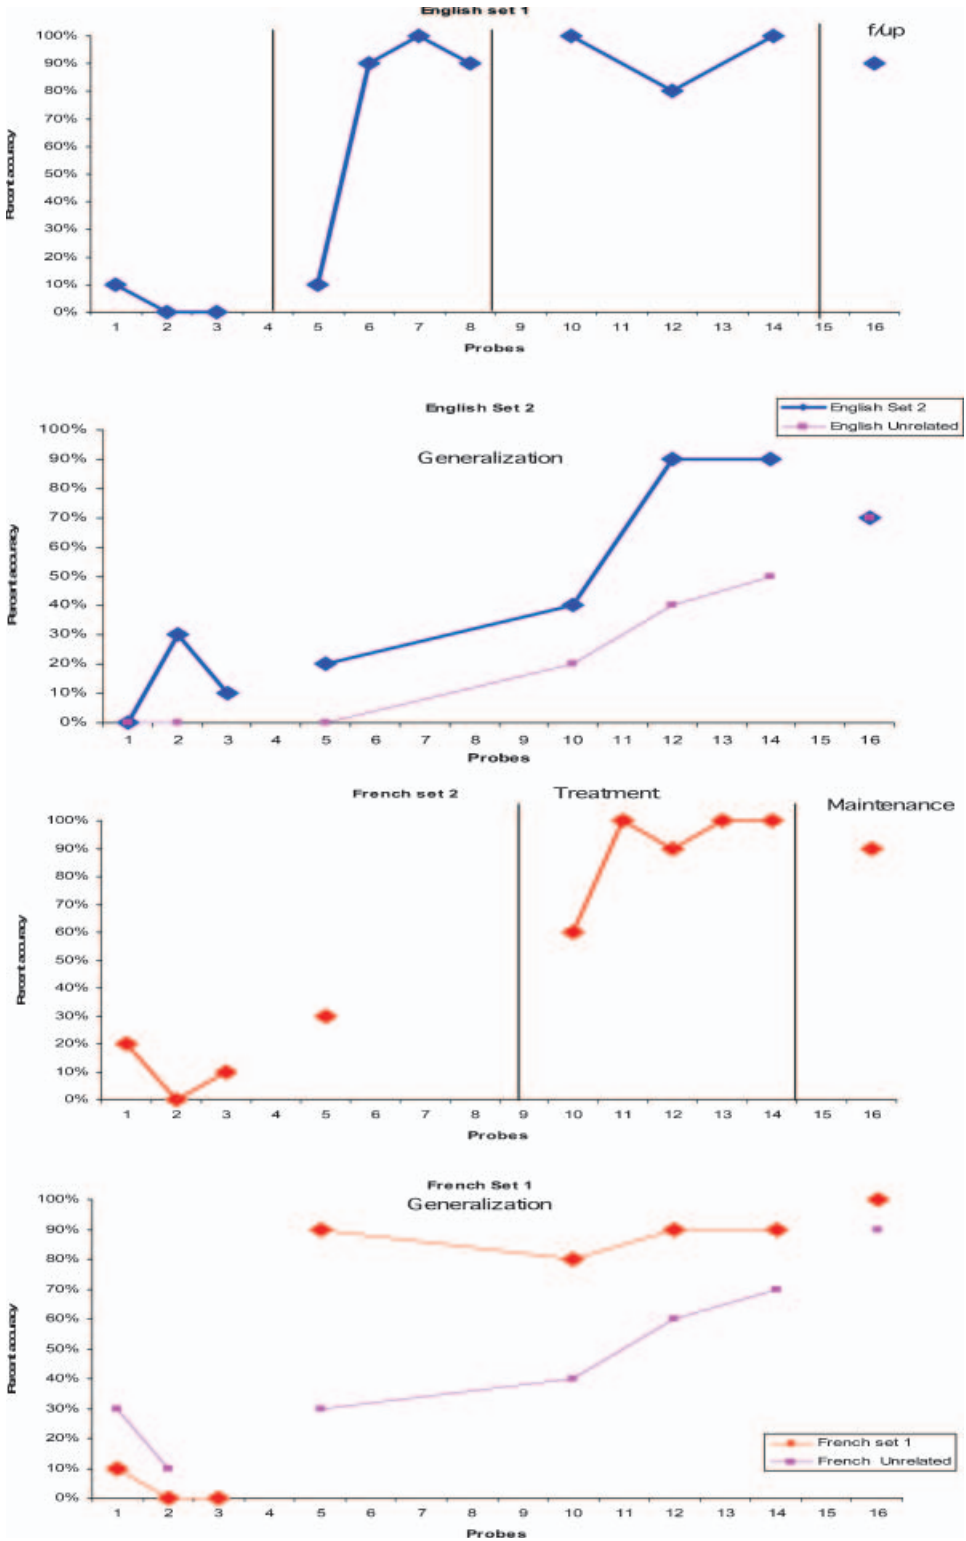 English set 1
f/up
100%
90%
80%
70%
60%
50%
40%
30%
20%
10%
0%
Percent accuracy
1 2 3 4 5 6 7 8 9 10 11 12 13 14 15 16
Probes
English Set 2
English Set 2
English Unrelated
Generalization
100%
90%
80%
70%
60%
50%
40%
30%
20%
10%
0%
Percent accuracy
1 2 3 4 5 6 7 8 9 10 11 12 13 14 15 16
Probes
French set 2
Treatment
Maintenance
100%
90%
80%
70%
60%
50%
40%
30%
20%
10%
0%
Percent accuracy
1 2 3 4 5 6 7 8 9 10 11 12 13 14 15 16
Probes
French Set 1
Generalization
100%
90%
80%
70%
60%
50%
40%
30%
20%
10%
0%
Percent accuracy
French set 1
French Unrelated
1 2 3 4 5 6 7 8 9 10 11 12 13 14 15 16
Probes